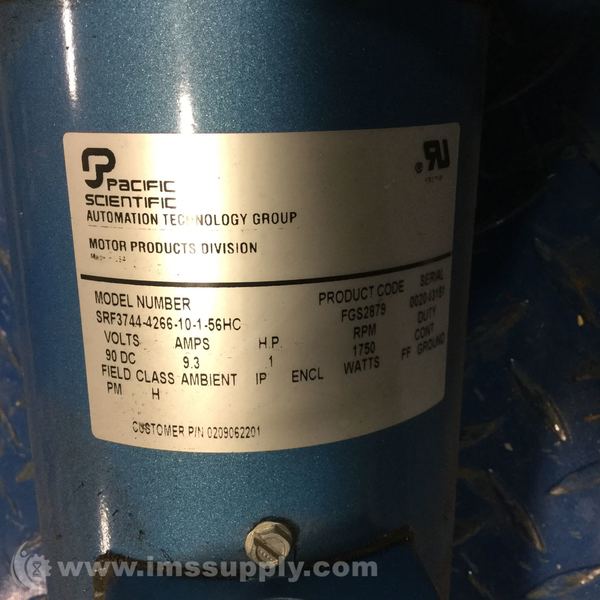 PACIFIC
SCIENTIFIC
AUTOMATION TECHNOLOGY GROUP
MOTOR PRODUCTS DIVISION
MODEL NUMBER PRODUCT CODE SERIAL
SRF3744-4266-10-1-56HC FGS2879
VOLTS AMPS H.P. RPM DUTY
90 DC 9.3 1 1750 CONT
FIELD CLASS AMBIENT IP ENCL WATTS FF GROUND
PM H
CUSTOMER P/N 0209062201
www.imssupply.com